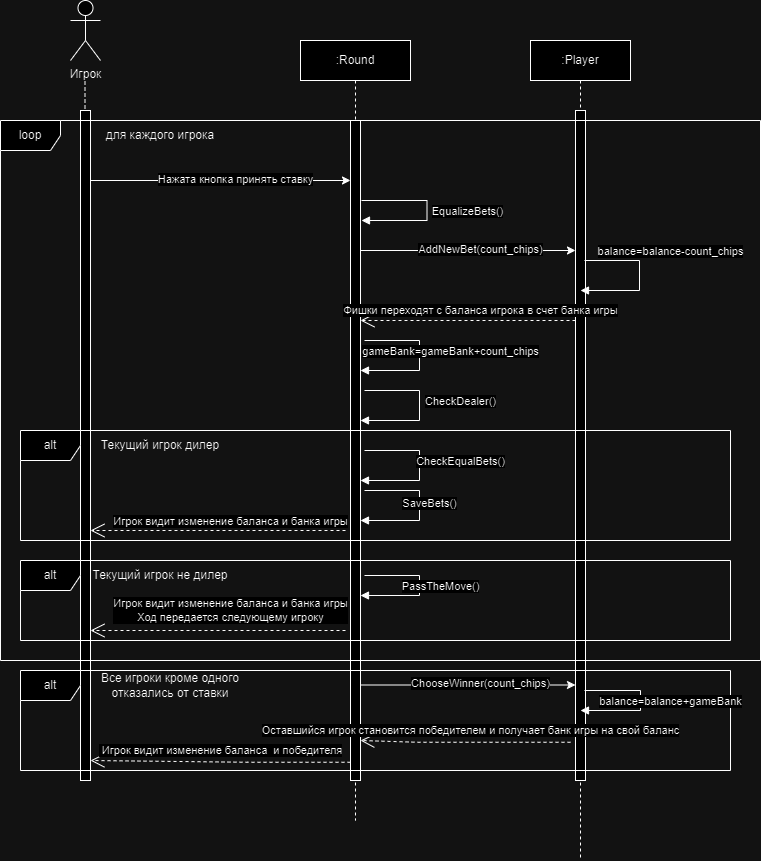 Игрок
:Round
:Player
loop
для каждого игрока
Нажата кнопка принять ставку
EqualizeBets()
AddNewBet(count_chips)
balance=balance-count_chips
Фишки переходят с баланса игрока в счет банка игры
gameBank=gameBank+count_chips
CheckDealer()
alt
Текущий игрок дилер
CheckEqualBets()
SaveBets()
Игрок видит изменение баланса и банка игры
alt
Текущий игрок не дилер
PassTheMove()
Игрок видит изменение баланса и банка игры
Ход передается следующему игроку
alt
Все игроки кроме одного
отказались от ставки
ChooseWinner(count_chips)
balance=balance+gameBank
Оставшийся игрок становится победителем и получает банк игры на свой баланс
Игрок видит изменение баланса и победителя